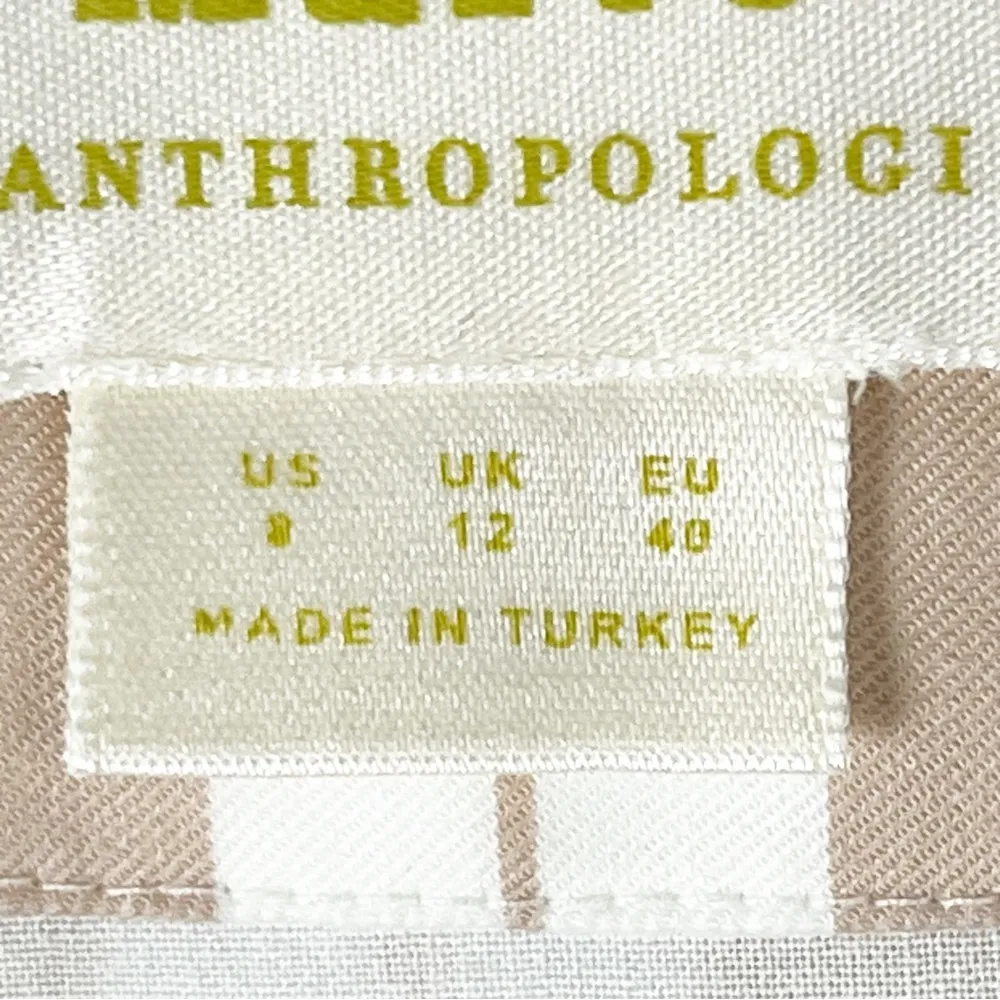 ANTHROPOLOGI
US UK EU
8 12 40
MADE IN TURKEY